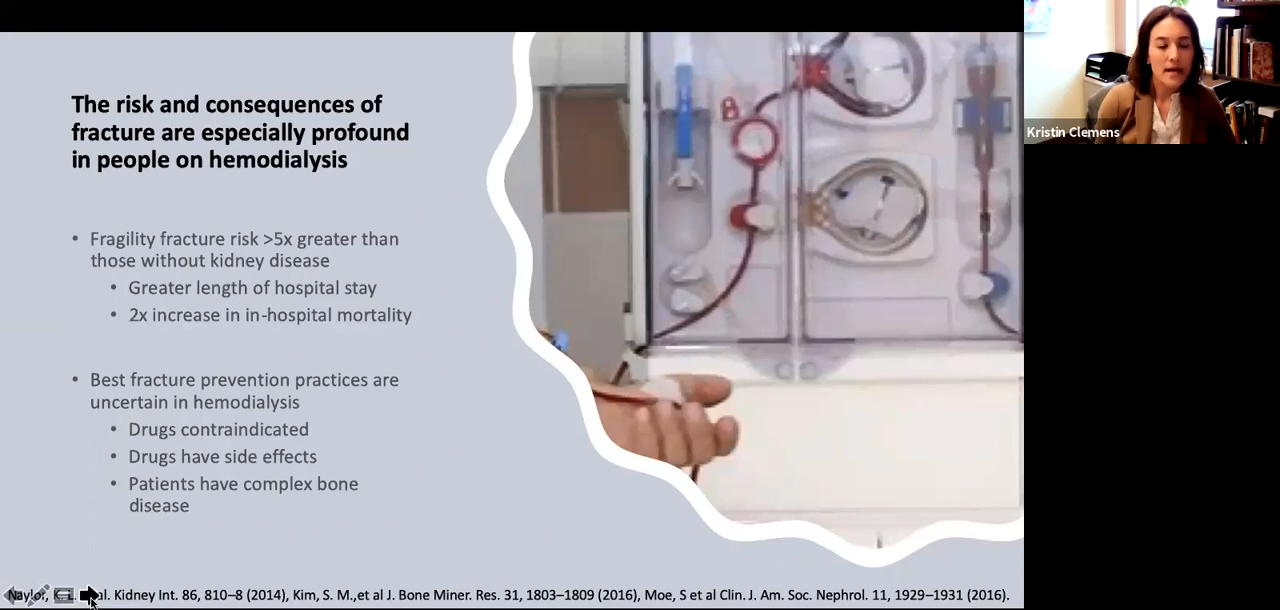 The risk and consequences of
fracture are especially profound
in people on hemodialysis
• Fragility fracture risk >5x greater than
those without kidney disease
• Greater length of hospital stay
• 2x increase in in-hospital mortality
• Best fracture prevention practices are
uncertain in hemodialysis
• Drugs contraindicated
• Drugs have side effects
• Patients have complex bone
disease
B
Kristin Clemens
al. Kidney Int. 86, 810–8 (2014), Kim, S. M.,et al J. Bone Miner. Res. 31, 1803–1809 (2016), Moe, S et al Clin. J. Am. Soc. Nephrol. 11, 1929–1931 (2016).